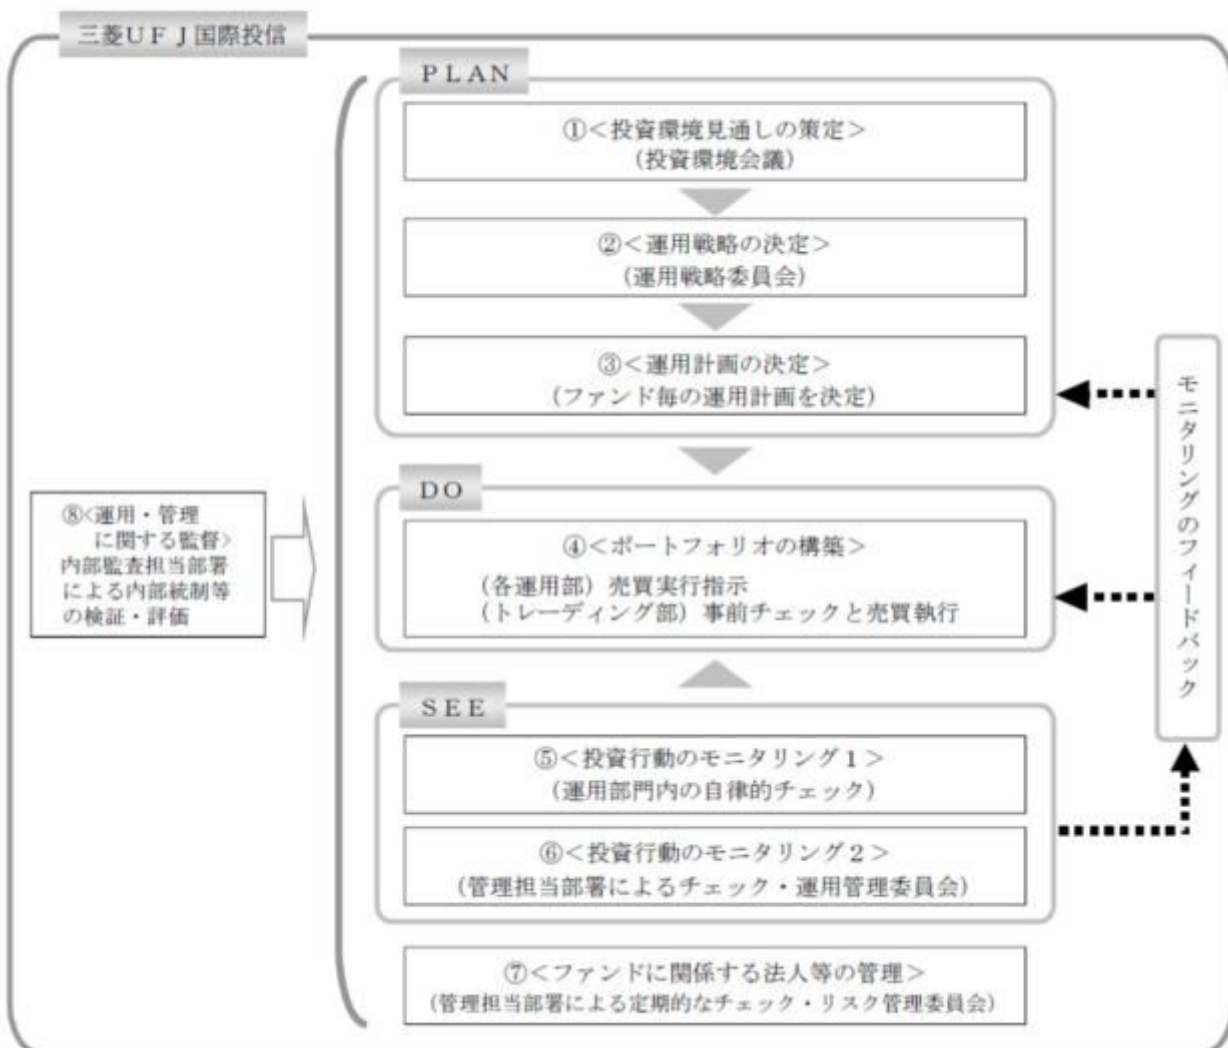 三菱UFJ国際投信
PLAN
①<投資環境見通しの策定>
(投資環境会議)
②<運用戦略の決定>
(運用戦略委員会)
③<運用計画の決定>
(ファンド毎の運用計画を決定)
DO
④<ポートフォリオの構築>
(各運用部)売買実行指示
(トレーディング部)事前チェックと売買執行
SEE
⑤<投資行動のモニタリング1>
(運用部門内の自律的チェック)
⑥<投資行動のモニタリング2>
(管理担当部署によるチェック・運用管理委員会)
⑦<ファンドに関係する法人等の管理>
(管理担当部署による定期的なチェック・リスク管理委員会)
⑧<運用・管理
に関する監督>
内部監査担当部署
による内部統制等
の検証・評価
モニタリングのフィードバック